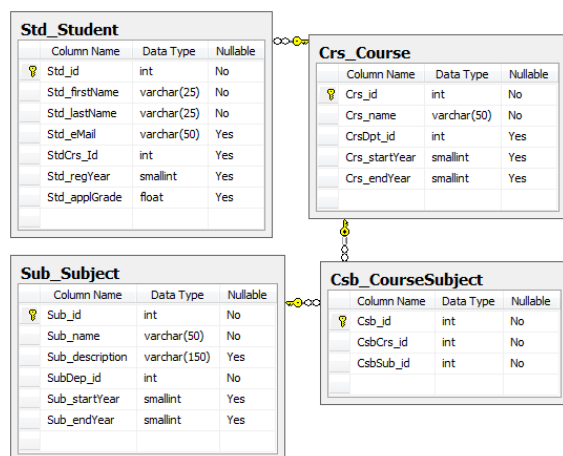 Std_Student
Column Name Data Type Nullable
Std_id int No
Std_firstName varchar(25) No
Std_lastName varchar(25) No
Std_eMail varchar(50) Yes
StdCrs_Id int Yes
Std_regYear smallint Yes
Std_applGrade float Yes
Crs_Course
Column Name Data Type Nullable
Crs_id int No
Crs_name varchar(50) No
CrsDpt_id int Yes
Crs_startYear smallint Yes
Crs_endYear smallint Yes
Sub_Subject
Column Name Data Type Nullable
Sub_id int No
Sub_name varchar(50) No
Sub_description varchar(150) Yes
SubDep_id int No
Sub_startYear smallint Yes
Sub_endYear smallint Yes
Csb_CourseSubject
Column Name Data Type Nullable
Csb_id int No
CsbCrs_id int No
CsbSub_id int No